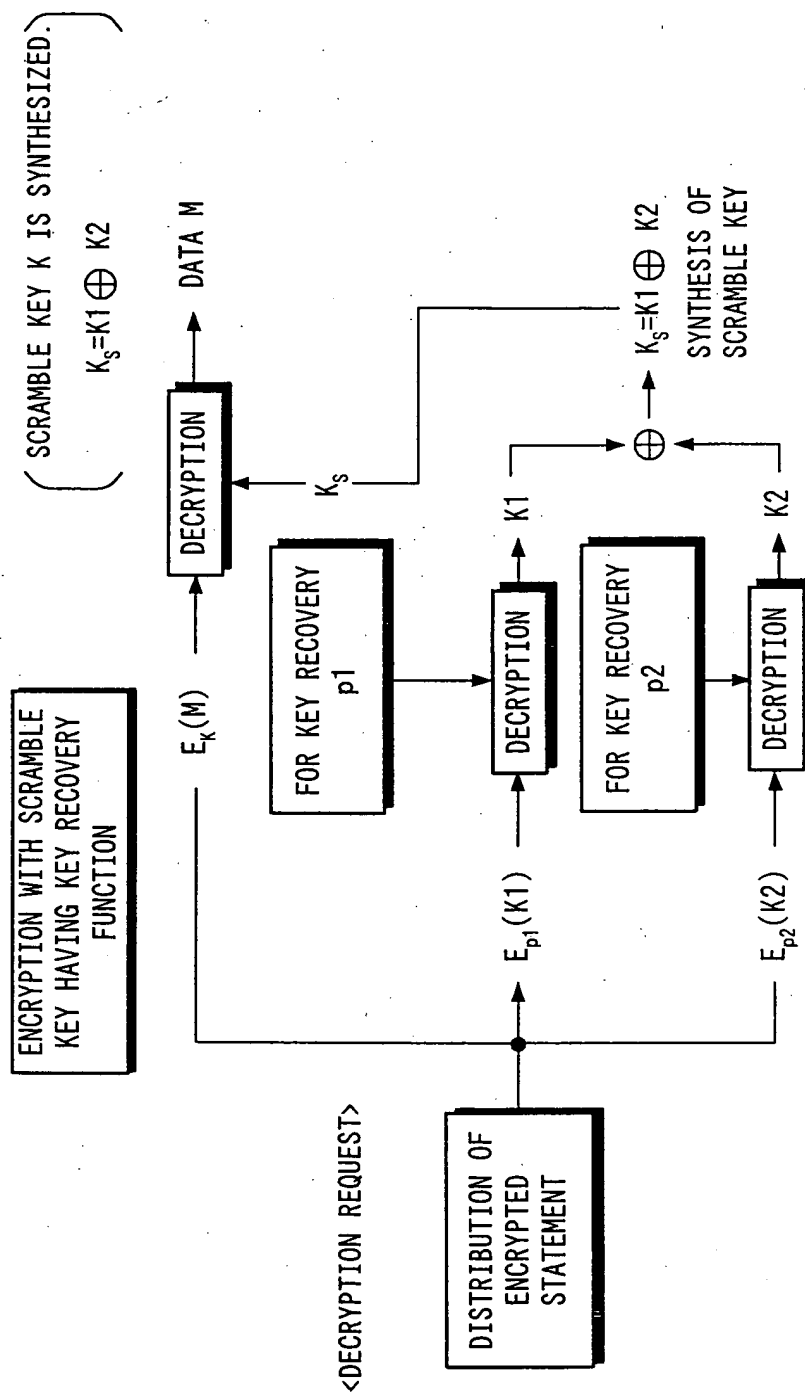 ENCRYPTION WITH SCRAMBLE
KEY HAVING KEY RECOVERY
FUNCTION
(SCRAMBLE KEY K IS SYNTHESIZED.
K_S=K1 ⊕ K2)
<DECRYPTION REQUEST>
DISTRIBUTION OF
ENCRYPTED
STATEMENT
E_K(M)
DECRYPTION
DATA M
K_S
FOR KEY RECOVERY
p1
E_p1(K1)
DECRYPTION
K1
FOR KEY RECOVERY
p2
E_p2(K2)
DECRYPTION
K2
⊕
K_S=K1 ⊕ K2
SYNTHESIS OF
SCRAMBLE KEY